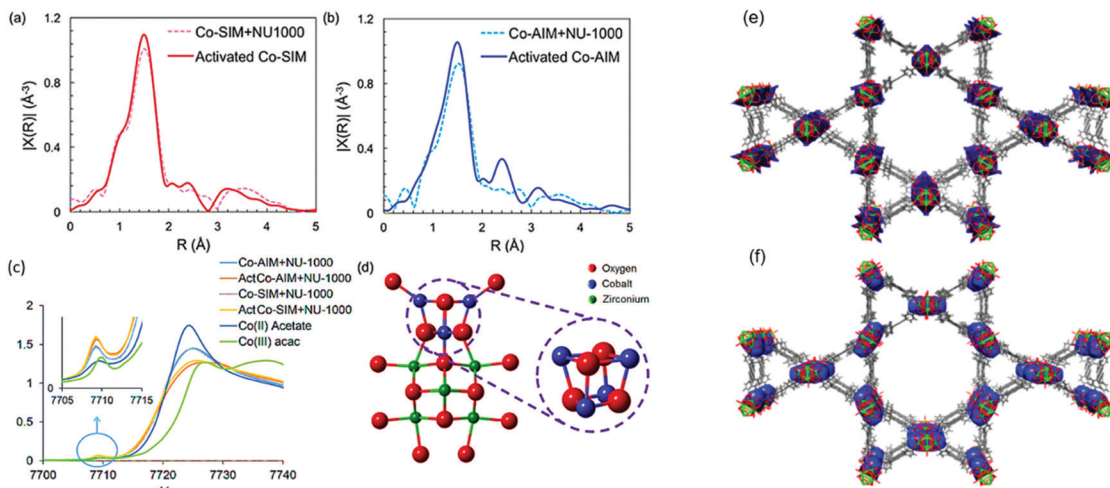 (a)
|X(R)| (Å⁻³)
1.2
0.8
0.4
0
Co-SIM+NU1000
Activated Co-SIM
0 1 2 3 4 5
R (Å)
(b)
|X(R)| (Å⁻³)
1.2
0.8
0.4
0
Co-AIM+NU-1000
Activated Co-AIM
0 1 2 3 4 5
R (Å)
(c)
Co-AIM+NU-1000
ActCo-AIM+NU-1000
Co-SIM+NU-1000
ActCo-SIM+NU-1000
Co(II) Acetate
Co(III) acac
2
1.5
1
0.5
0
0
7705 7710 7715
7700 7710 7720 7730 7740
(d)
Oxygen
Cobalt
Zirconium
(e)
(f)